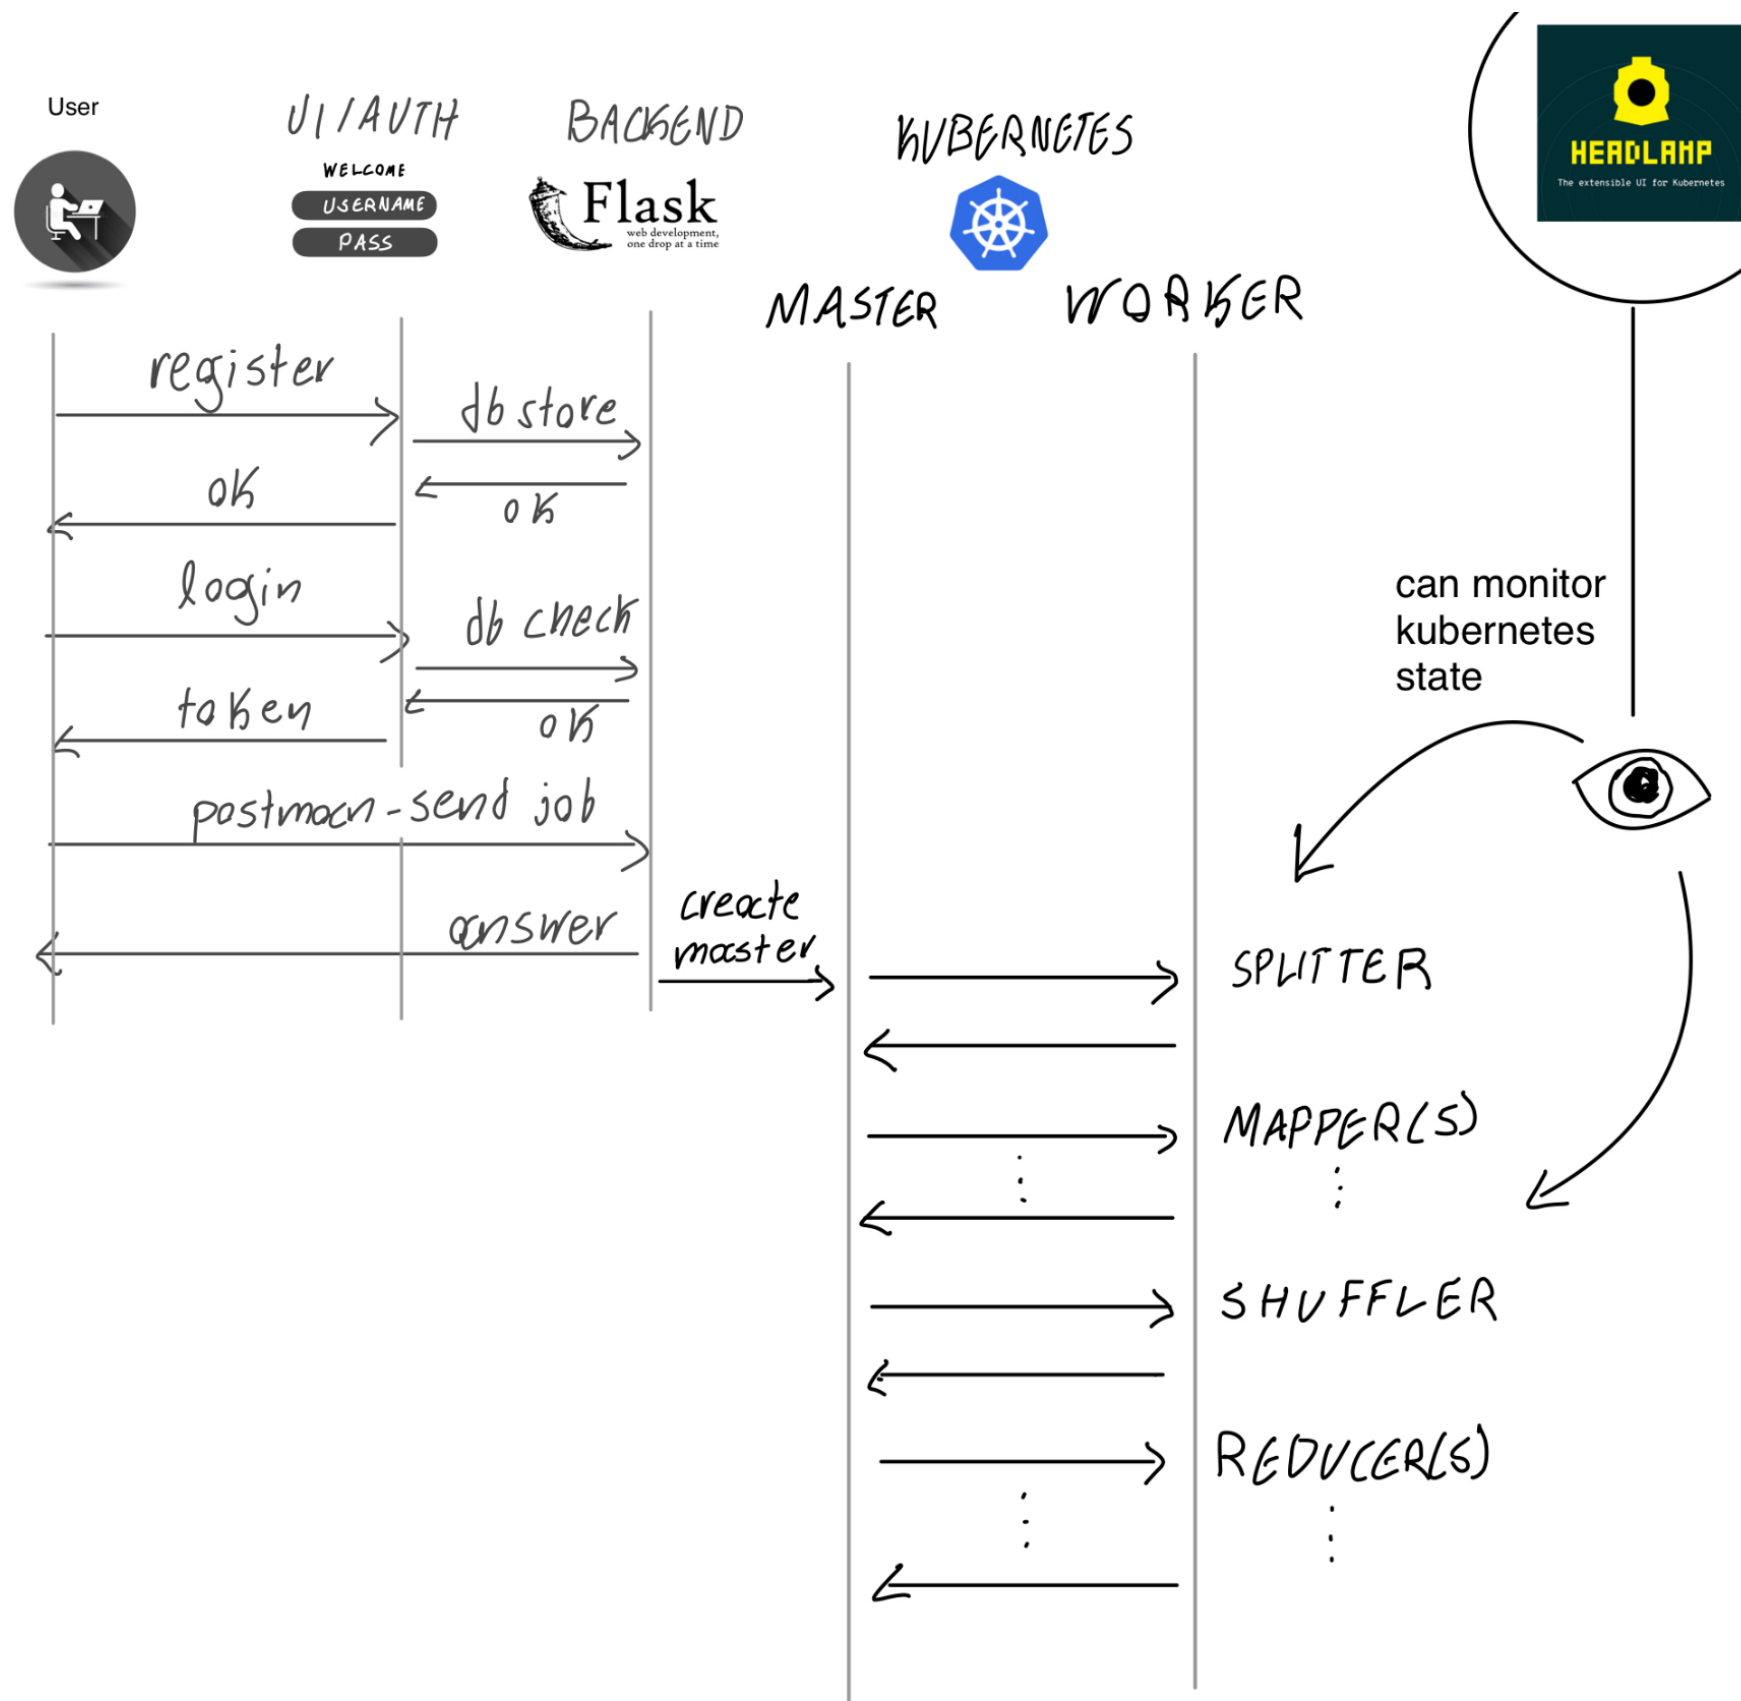 User
UI/AUTH
BACKEND
KUBERNETES
WELCOME
USERNAME
PASS
Flask
web development,
one drop at a time
HEADLAMP
The extensible UI for Kubernetes
MASTER
WORKER
register
db store
ok
ok
login
db check
token
ok
can monitor
kubernetes
state
postman-send job
answer
create
master
SPLITTER
MAPPER(S)
SHUFFLER
REDUCER(S)